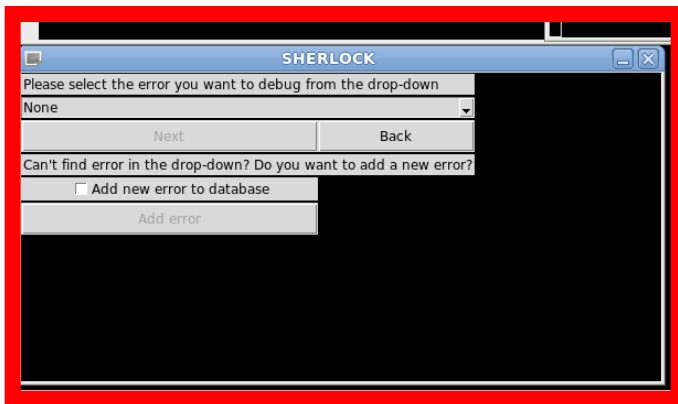 SHERLOCK
Please select the error you want to debug from the drop-down
None
Next Back
Can't find error in the drop-down? Do you want to add a new error?
Add new error to database
Add error